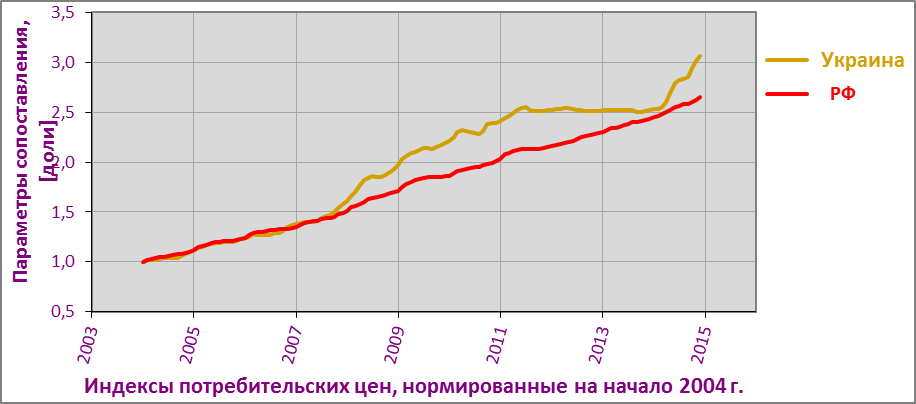 Параметры сопоставления,
[доли]
3,5
3,0
2,5
2,0
1,5
1,0
0,5
2003
2005
2007
2009
2011
2013
2015
Индексы потребительских цен, нормированные на начало 2004 г.
Украина
РФ